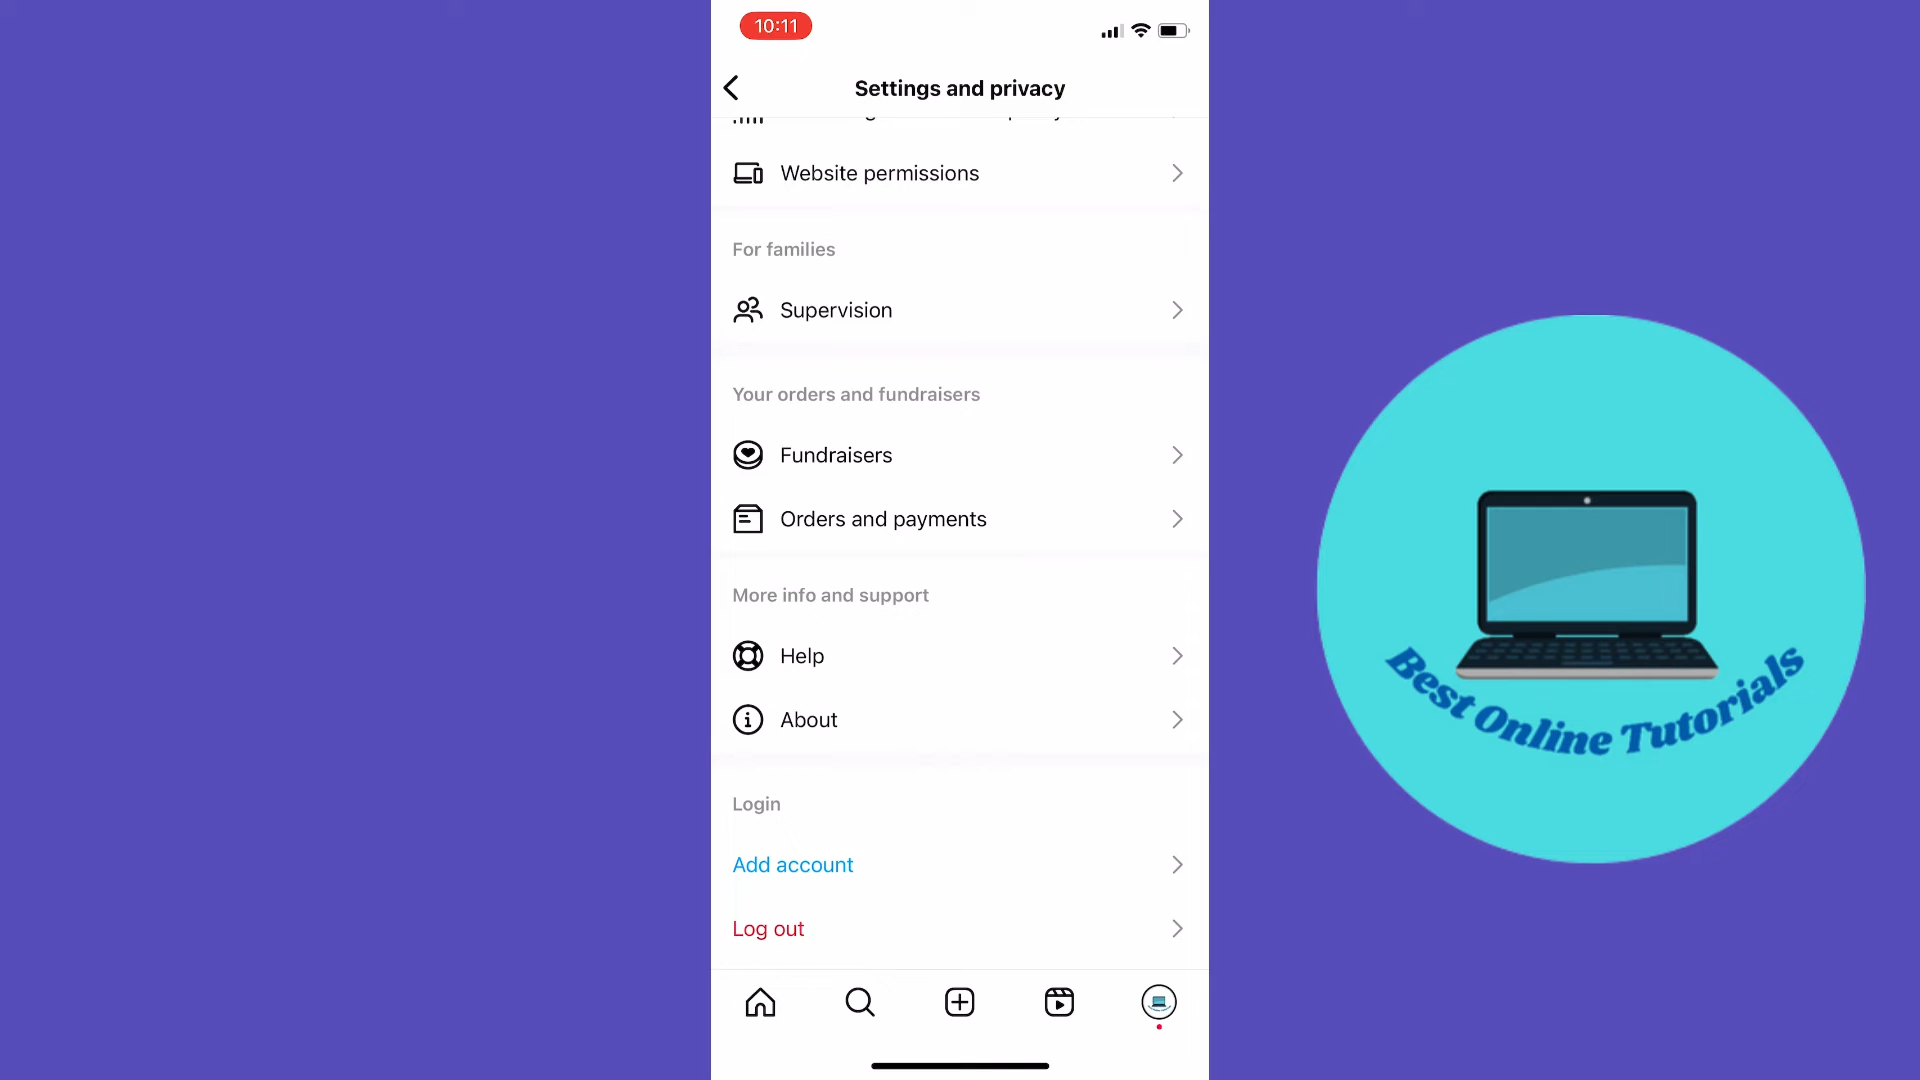 10:11
Settings and privacy
Website permissions
For families
Supervision
Your orders and fundraisers
Fundraisers
Orders and payments
More info and support
Help
About
Login
Add account
Log out
Best Online Tutorials